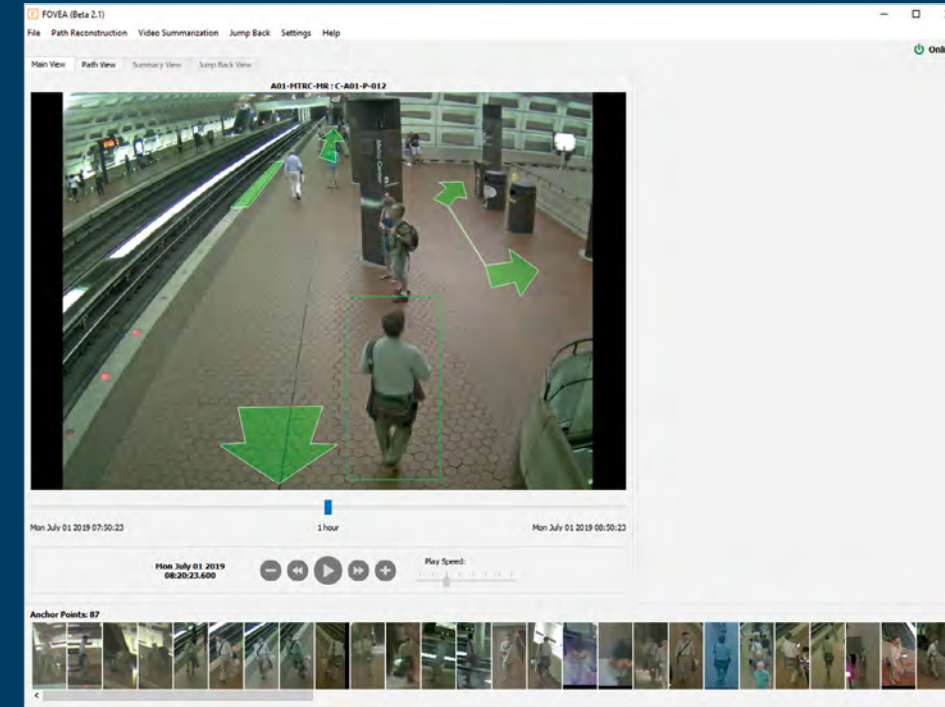 FOVEA (Beta 2.1)
File Path Reconstruction Video Summarization Jump Back Settings Help
Main View Path View Summary View Jump Back View
A01-MTRC-MR : C-A01-P-012
Metro Center
Mon July 01 2019 07:50:23 1 hour Mon July 01 2019 08:50:23
Mon July 01 2019
08:20:23.600
Play Speed:
Anchor Points: 87